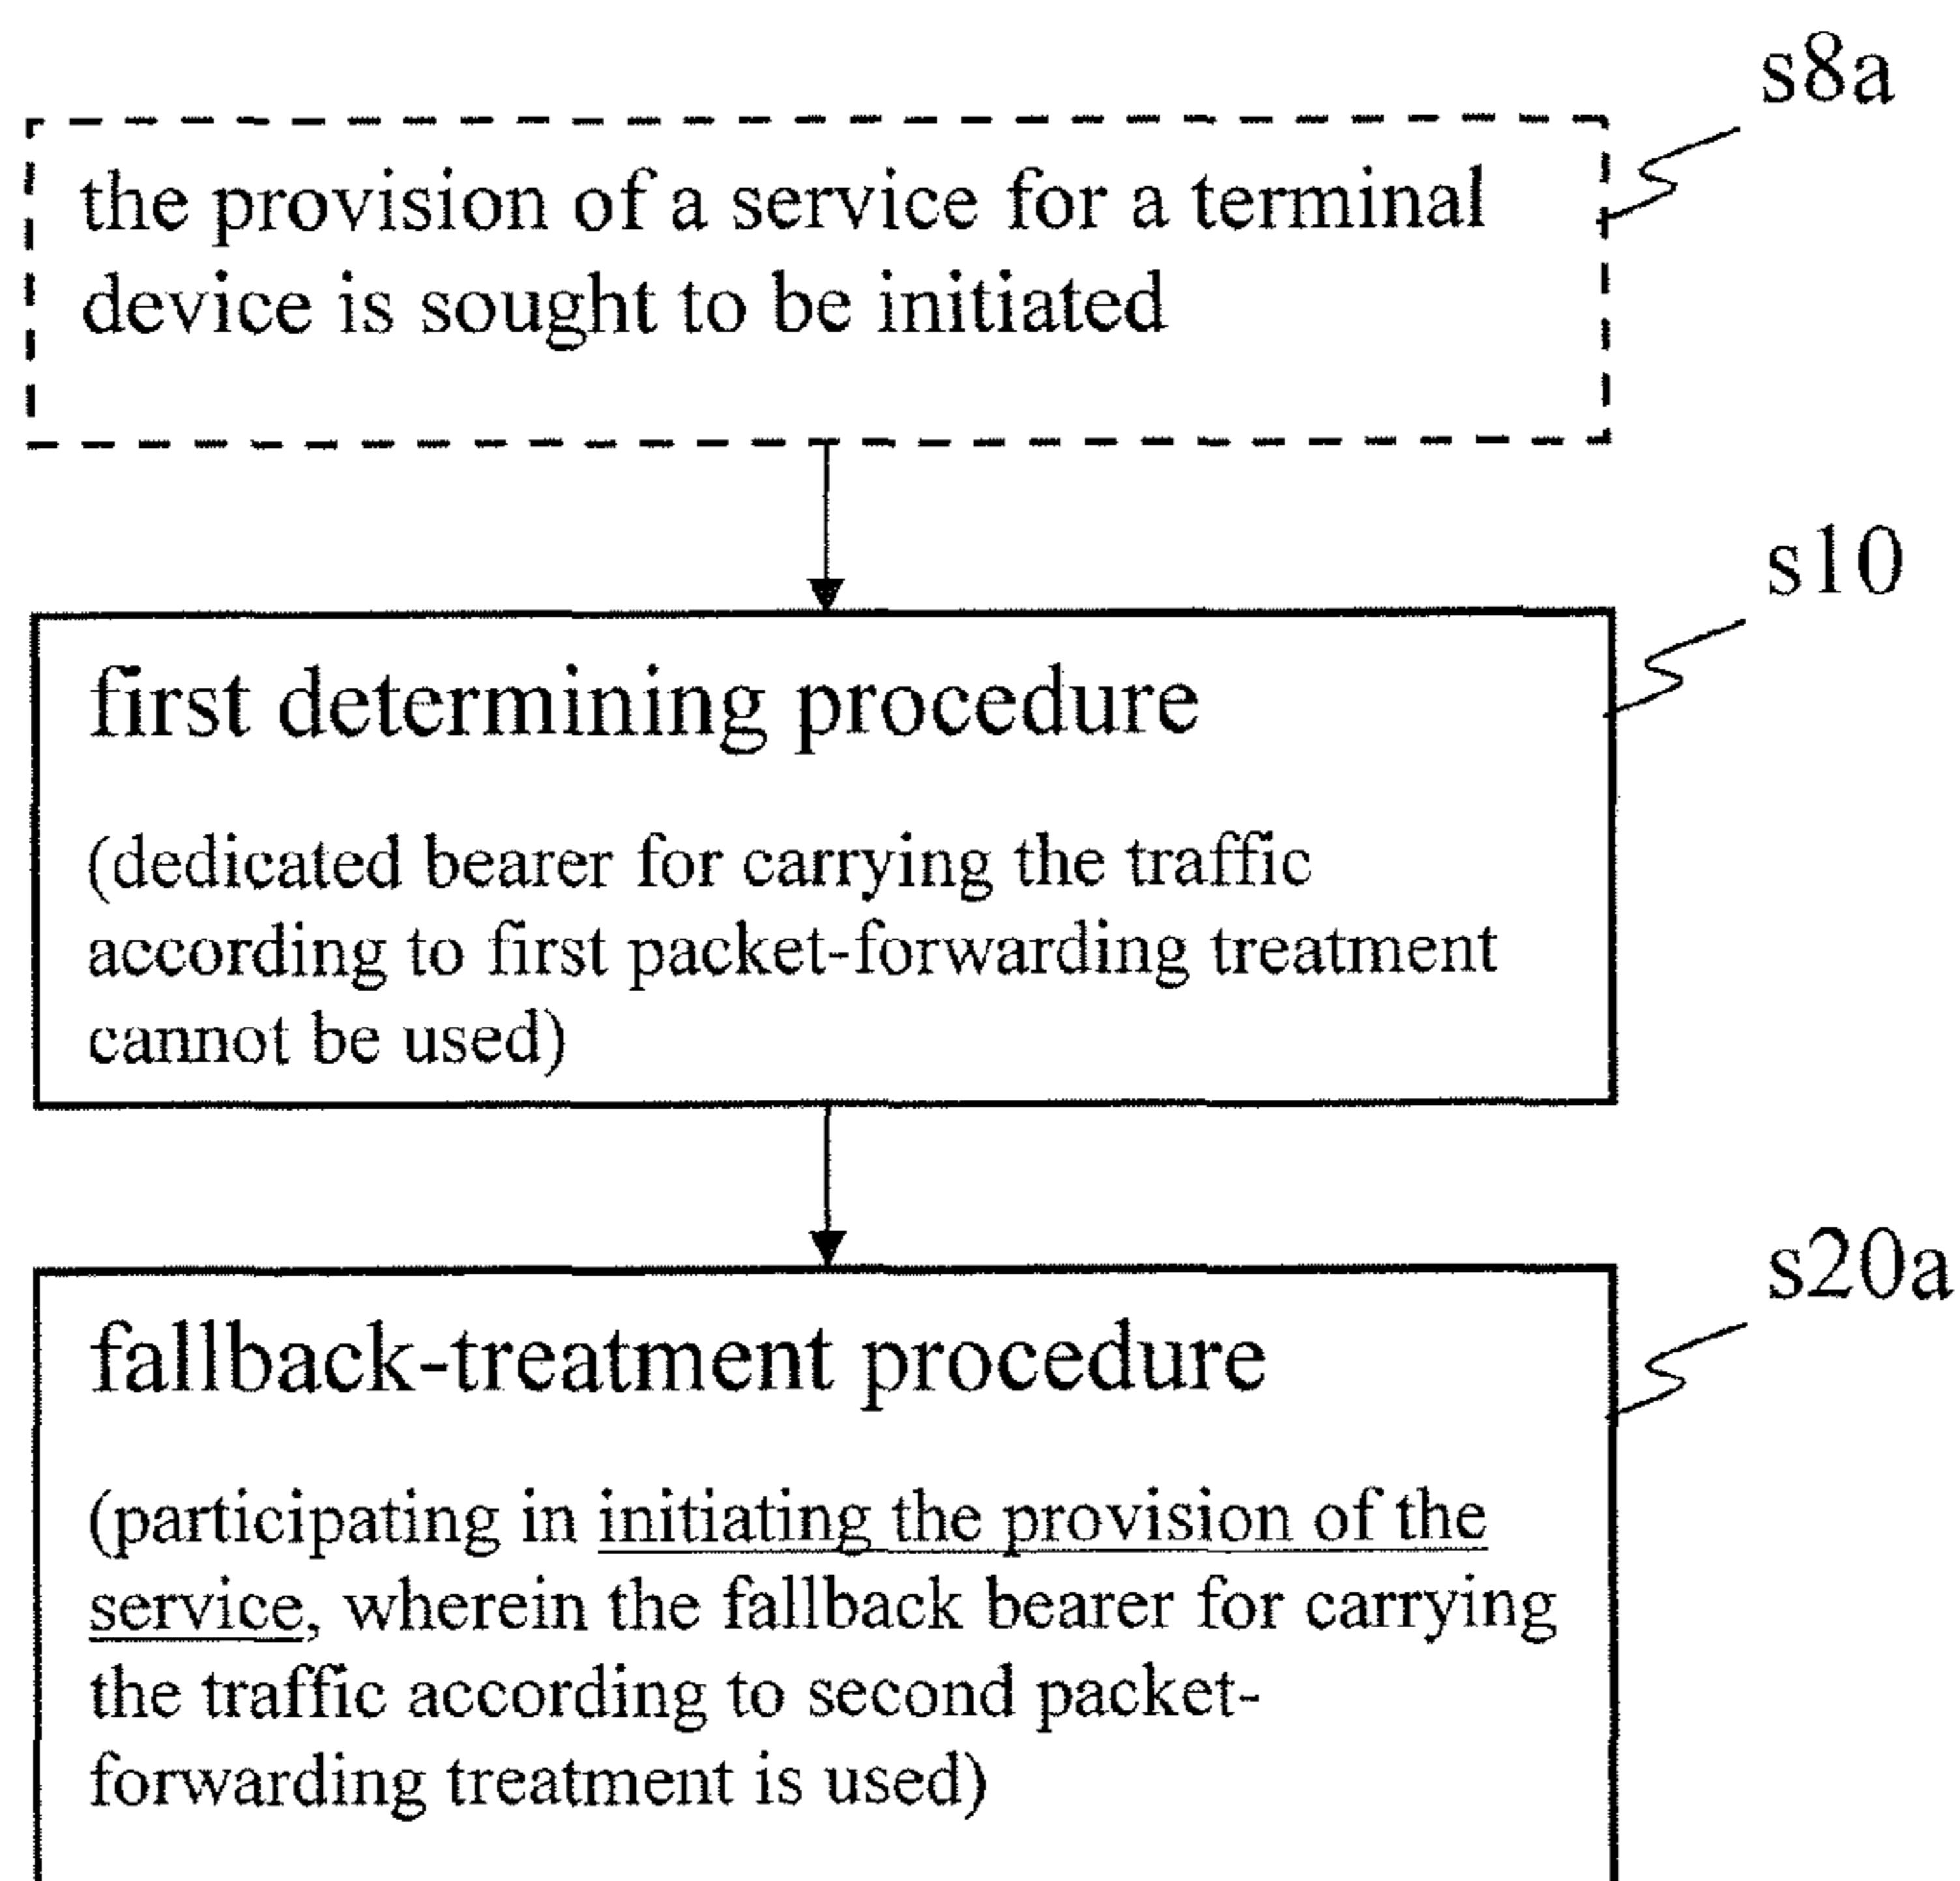 s8a
the provision of a service for a terminal
device is sought to be initiated
s10
first determining procedure
(dedicated bearer for carrying the traffic
according to first packet-forwarding treatment
cannot be used)
s20a
fallback-treatment procedure
(participating in initiating the provision of the
service, wherein the fallback bearer for carrying
the traffic according to second packet-
forwarding treatment is used)